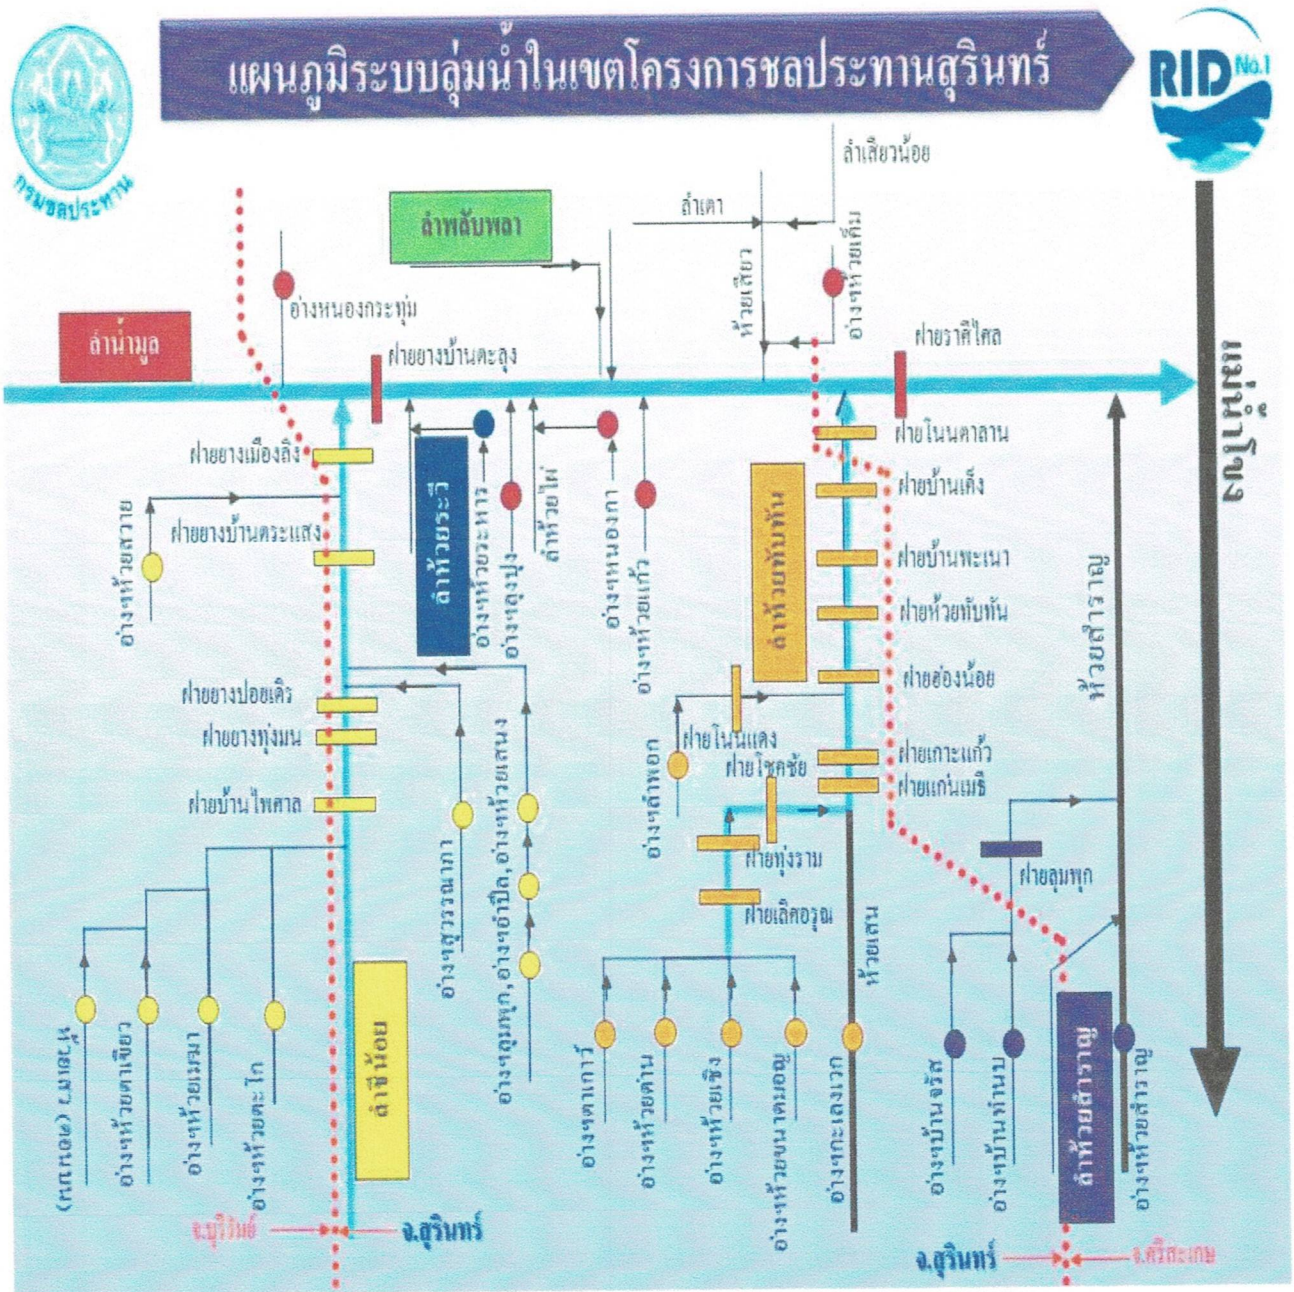 แผนภูมิระบบลุ่มน้ำในเขตโครงการชลประทานสุรินทร์
RID No.1
กรมชลประทาน
ลำเสียวน้อย
ลำพลับพลา
ลำเตา
ห้วยเสียว
อ่างฯห้วยเค็ม
อ่างหนองกระทุ่ม
ลำน้ำมูล
ฝายยางบ้านตะลุง
ฝายราศีไศล
แม่น้ำโขง
ฝายยางเมืองลิง
ฝายโนนตาลาน
อ่างฯห้วยสวาย
ฝายยางบ้านตระแสง
ลำห้วยระวี
อ่างฯห้วยระหาร
อ่างฯลุงปุง
ลำห้วยไผ่
อ่างฯหนองกา
อ่างฯห้วยแก้ว
ลำห้วยทับทัน
ฝายบ้านเค็ง
ฝายบ้านพะเนา
ฝายห้วยทับทัน
ห้วยสำราญ
ฝายฮ่องน้อย
ฝายยางปอยเดิร
ฝายยางทุ่งมน
ฝายบ้านไพศาล
อ่างฯสุวรรณาภา
อ่างฯอุมพุก,อ่างฯอำปึล,อ่างฯห้วยเสนง
อ่างฯลำพอก
ฝายโนนแดง
ฝายโชคชัย
ฝายเกาะแก้ว
ฝายแก่นเมธี
ฝายทุ่งราม
ฝายเลิศอรุณ
ห้วยเสน
ฝายลุมพุก
ห้วยเสว (ตอนบน)
อ่างฯห้วยตาเขียว
อ่างฯห้วยเมฆา
อ่างฯห้วยตะโก
ลำชีน้อย
อ่างฯตาเกาว์
อ่างฯห้วยด่าน
อ่างฯห้วยเชิง
อ่างฯห้วยขนาดมอญ
อ่างฯกะเลงเวก
อ่างฯบ้านจรัส
อ่างฯบ้านทำนบ
ลำห้วยสำราญ
อ่างฯห้วยสำราญ
จ.บุรีรัมย์
จ.สุรินทร์
จ.สุรินทร์
จ.ศรีสะเกษ